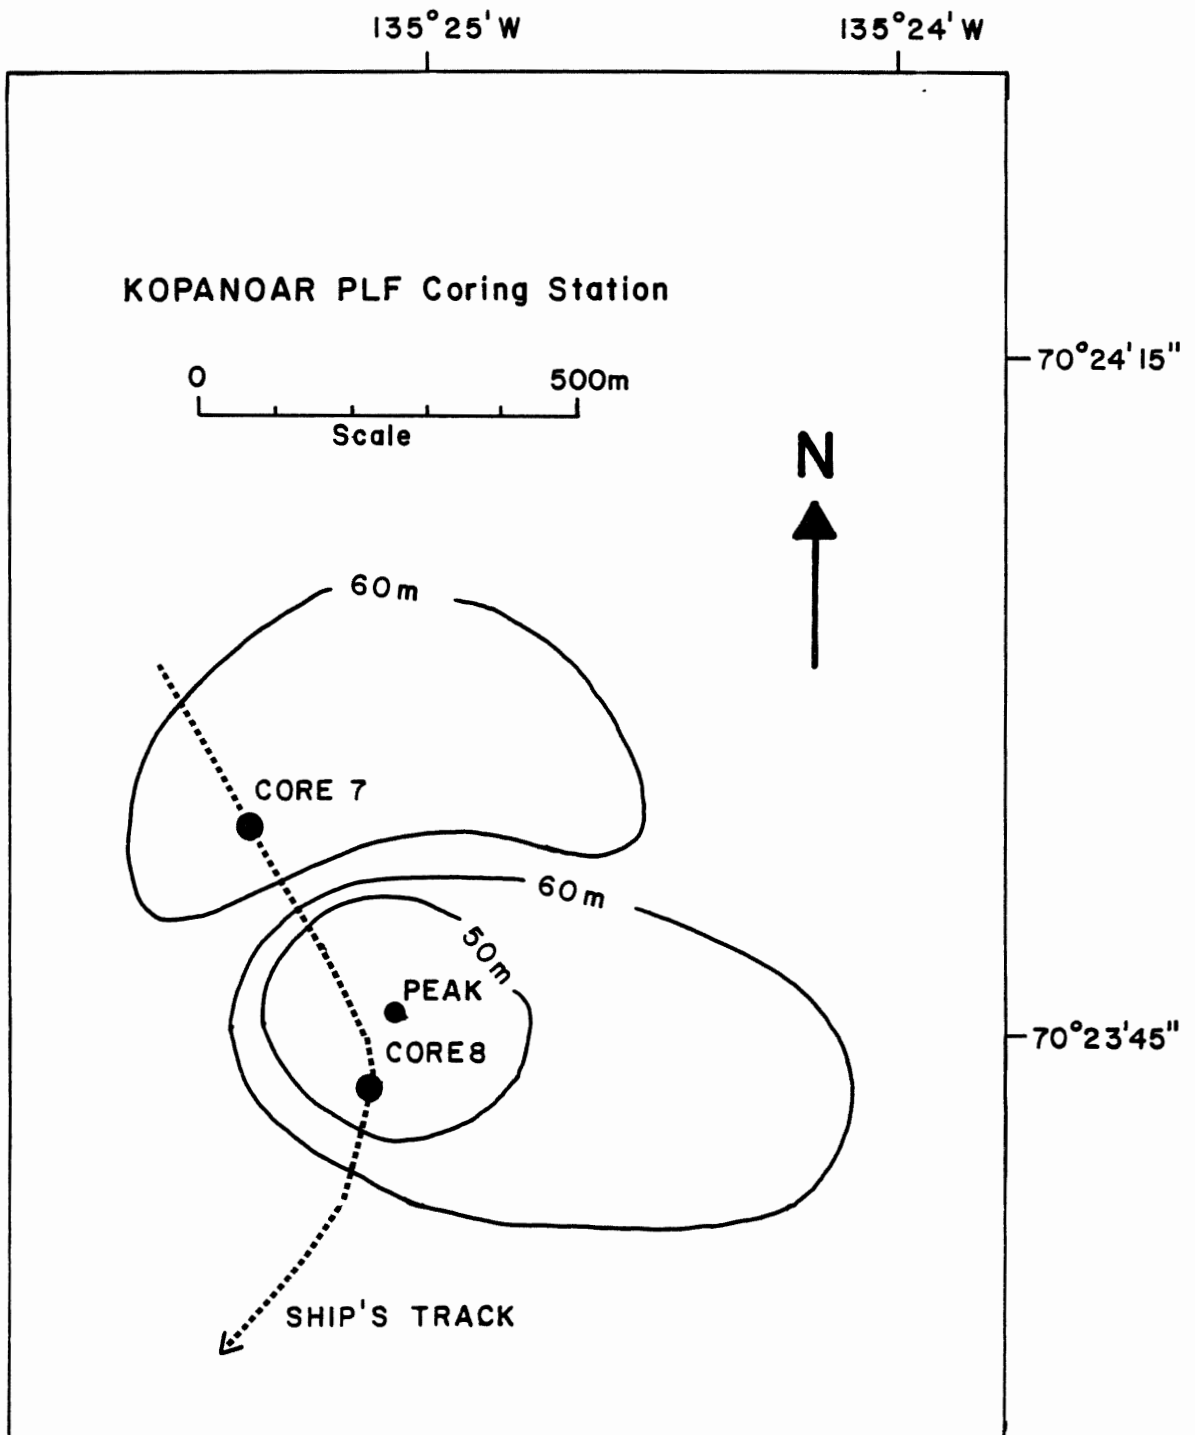 135°25'W 135°24'W
KOPANOAR PLF Coring Station
70°24'15"
0 500m
Scale
N
60m
CORE 7
60m
50m
PEAK
70°23'45"
CORE8
SHIP'S TRACK